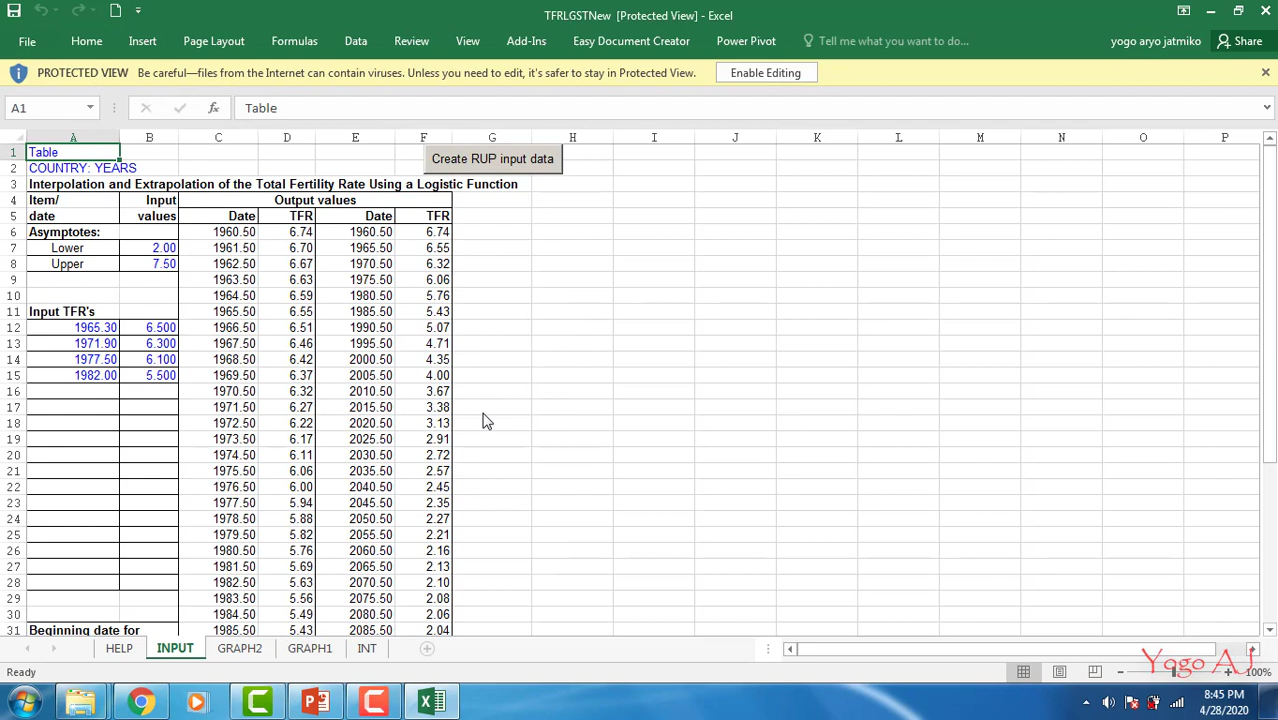 TFRLGSTNew [Protected View] - Excel
File Home Insert Page Layout Formulas Data Review View Add-Ins Easy Document Creator Power Pivot Tell me what you want to do... yogo aryo jatmiko Share
PROTECTED VIEW Be careful—files from the Internet can contain viruses. Unless you need to edit, it's safer to stay in Protected View. Enable Editing
A1 fx Table
A B C D E F G H I J K L M N O P
1 Table Create RUP input data
2 COUNTRY: YEARS
3 Interpolation and Extrapolation of the Total Fertility Rate Using a Logistic Function
4 Item/ Input Output values
5 date values Date TFR Date TFR
6 Asymptotes: 1960.50 6.74 1960.50 6.74
7 Lower 2.00 1961.50 6.70 1965.50 6.55
8 Upper 7.50 1962.50 6.67 1970.50 6.32
9 1963.50 6.63 1975.50 6.06
10 1964.50 6.59 1980.50 5.76
11 Input TFR's 1965.50 6.55 1985.50 5.43
12 1965.30 6.500 1966.50 6.51 1990.50 5.07
13 1971.90 6.300 1967.50 6.46 1995.50 4.71
14 1977.50 6.100 1968.50 6.42 2000.50 4.35
15 1982.00 5.500 1969.50 6.37 2005.50 4.00
16 1970.50 6.32 2010.50 3.67
17 1971.50 6.27 2015.50 3.38
18 1972.50 6.22 2020.50 3.13
19 1973.50 6.17 2025.50 2.91
20 1974.50 6.11 2030.50 2.72
21 1975.50 6.06 2035.50 2.57
22 1976.50 6.00 2040.50 2.45
23 1977.50 5.94 2045.50 2.35
24 1978.50 5.88 2050.50 2.27
25 1979.50 5.82 2055.50 2.21
26 1980.50 5.76 2060.50 2.16
27 1981.50 5.69 2065.50 2.13
28 1982.50 5.63 2070.50 2.10
29 1983.50 5.56 2075.50 2.08
30 1984.50 5.49 2080.50 2.06
31 Beginning date for 1985.50 5.43 2085.50 2.04
HELP INPUT GRAPH2 GRAPH1 INT
Ready 100%
Yogo AJ
8:45 PM
4/28/2020